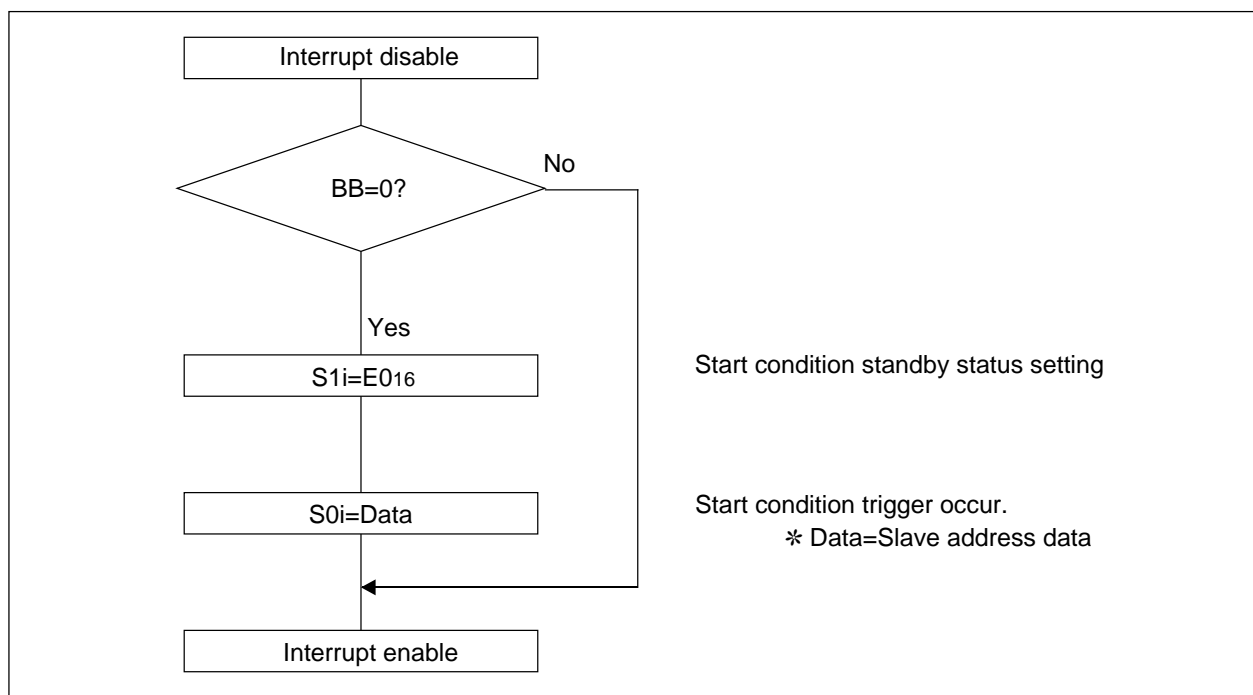 Interrupt disable
No
BB=0?
Yes
S1i=E016
Start condition standby status setting
S0i=Data
Start condition trigger occur.
* Data=Slave address data
Interrupt enable